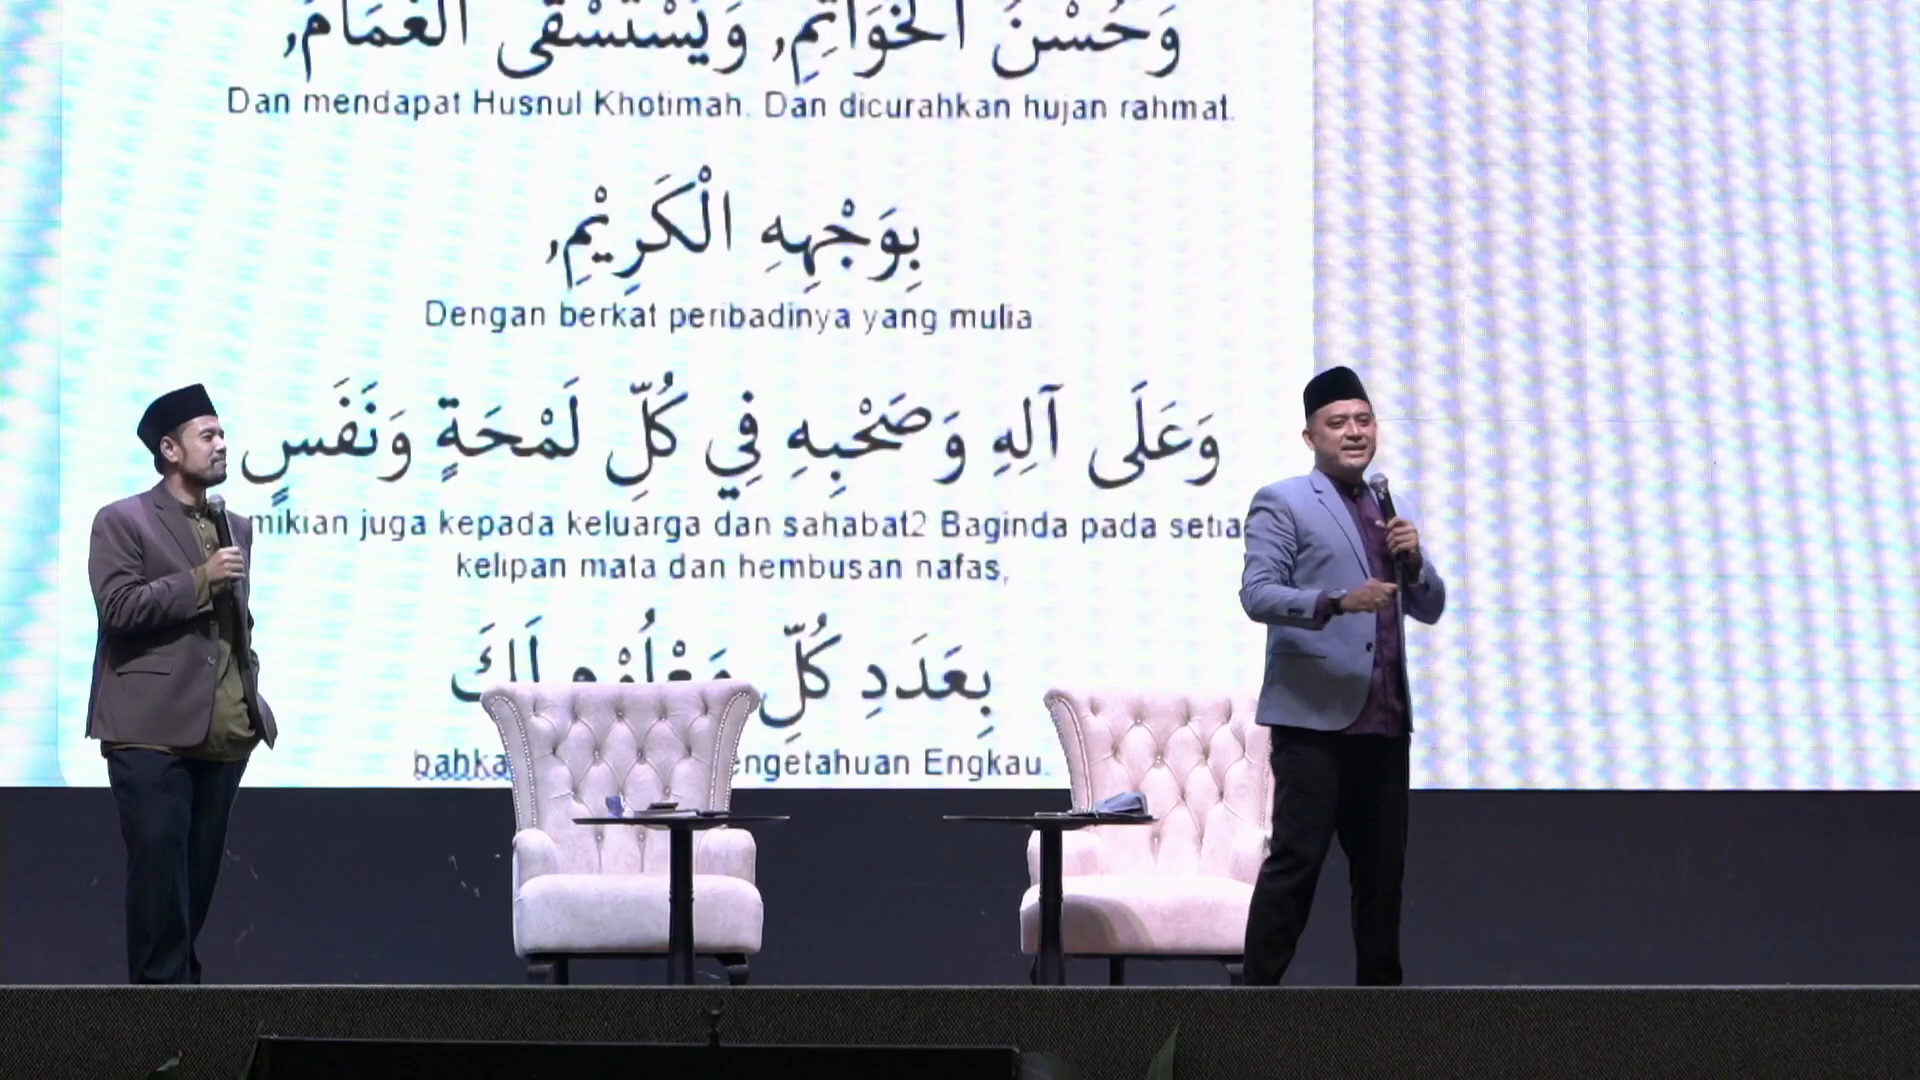 وَحُسْنُ الْخَوَاتِمِ, وَيُسْتَسْقَى الْغَمَامُ,
Dan mendapat Husnul Khotimah. Dan dicurahkan hujan rahmat.
بِوَجْهِهِ الْكَرِيْمِ,
Dengan berkat peribadinya yang mulia
وَعَلَى آلِهِ وَصَحْبِهِ فِي كُلِّ لَمْحَةٍ وَنَفَسٍ
mikian juga kepada keluarga dan sahabat2 Baginda pada setia
kelipan mata dan hembusan nafas,
بِعَدَدِ كُلِّ مَعْلُوْمٍ لَكَ
bahka ngetahuan Engkau.